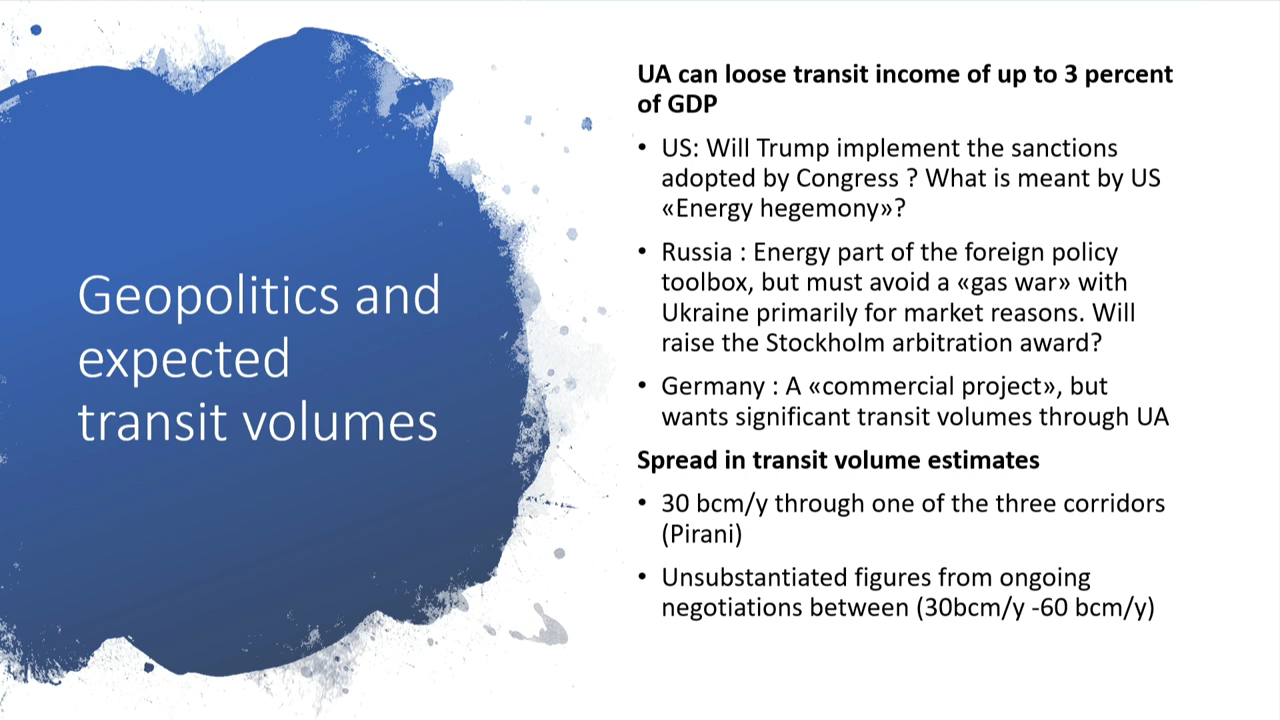 Geopolitics and
expected
transit volumes
UA can loose transit income of up to 3 percent
of GDP
• US: Will Trump implement the sanctions
adopted by Congress ? What is meant by US
«Energy hegemony»?
• Russia : Energy part of the foreign policy
toolbox, but must avoid a «gas war» with
Ukraine primarily for market reasons. Will
raise the Stockholm arbitration award?
• Germany : A «commercial project», but
wants significant transit volumes through UA
Spread in transit volume estimates
• 30 bcm/y through one of the three corridors
(Pirani)
• Unsubstantiated figures from ongoing
negotiations between (30bcm/y -60 bcm/y)